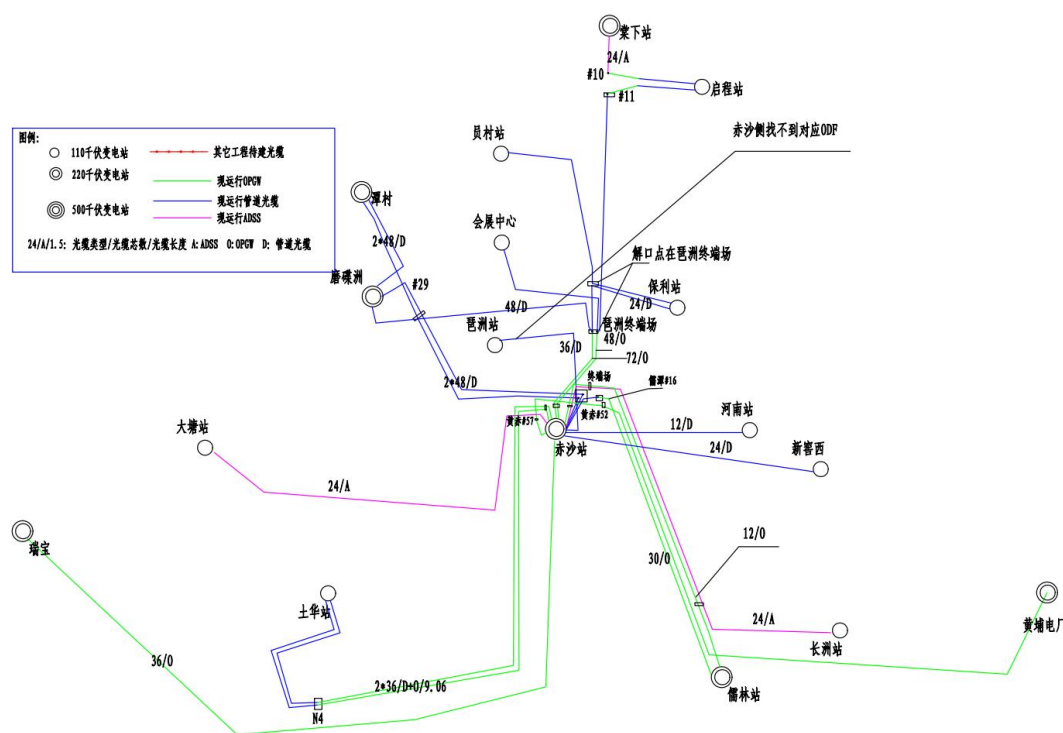 棠下站
24/A
#10
#11
启程站
员村站
赤沙侧找不到对应ODF
图例:
110千伏变电站
其它工程待建光缆
220千伏变电站
现运行OPGW
现运行管道光缆
500千伏变电站
现运行ADSS
24/A/1.5: 光缆类型/光缆芯数/光缆长度 A:ADSS O:OPGW D: 管道光缆
潭村
会展中心
2*48/D
解口点在琶洲终端场
磨碟洲
#29
保利站
24/D
48/D
琶洲站
琶洲终端场
48/O
36/D
72/O
2*48/D
终端场
儒潭#16
黄赤#57
黄赤#52
河南站
大塘站
赤沙站
12/D
新窖西
24/D
24/A
瑞宝
12/O
30/O
土华站
黄埔电厂
24/A
长洲站
36/O
2*36/D+O/9.06
儒林站
N4